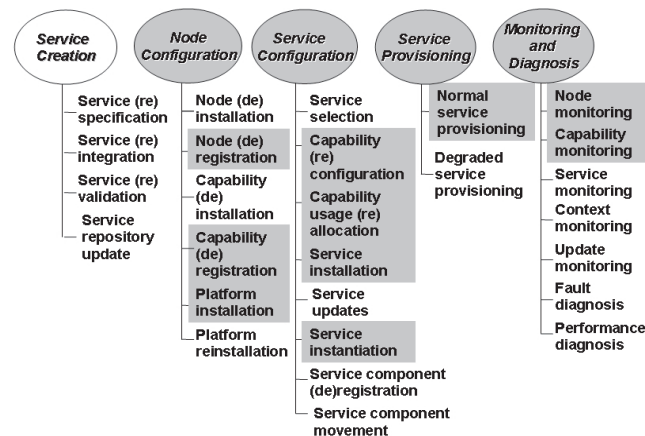 Service
Creation
Node
Configuration
Service
Configuration
Service
Provisioning
Monitoring
and
Diagnosis
Service (re)
specification
Service (re)
integration
Service (re)
validation
Service
repository
update
Node (de)
installation
Node (de)
registration
Capability
(de)
installation
Capability
(de)
registration
Platform
installation
Platform
reinstallation
Service
selection
Capability
(re)
configuration
Capability
usage (re)
allocation
Service
installation
Service
updates
Service
instantiation
Service component
(de)registration
Service component
movement
Normal
service
provisioning
Degraded
service
provisioning
Node
monitoring
Capability
monitoring
Service
monitoring
Context
monitoring
Update
monitoring
Fault
diagnosis
Performance
diagnosis